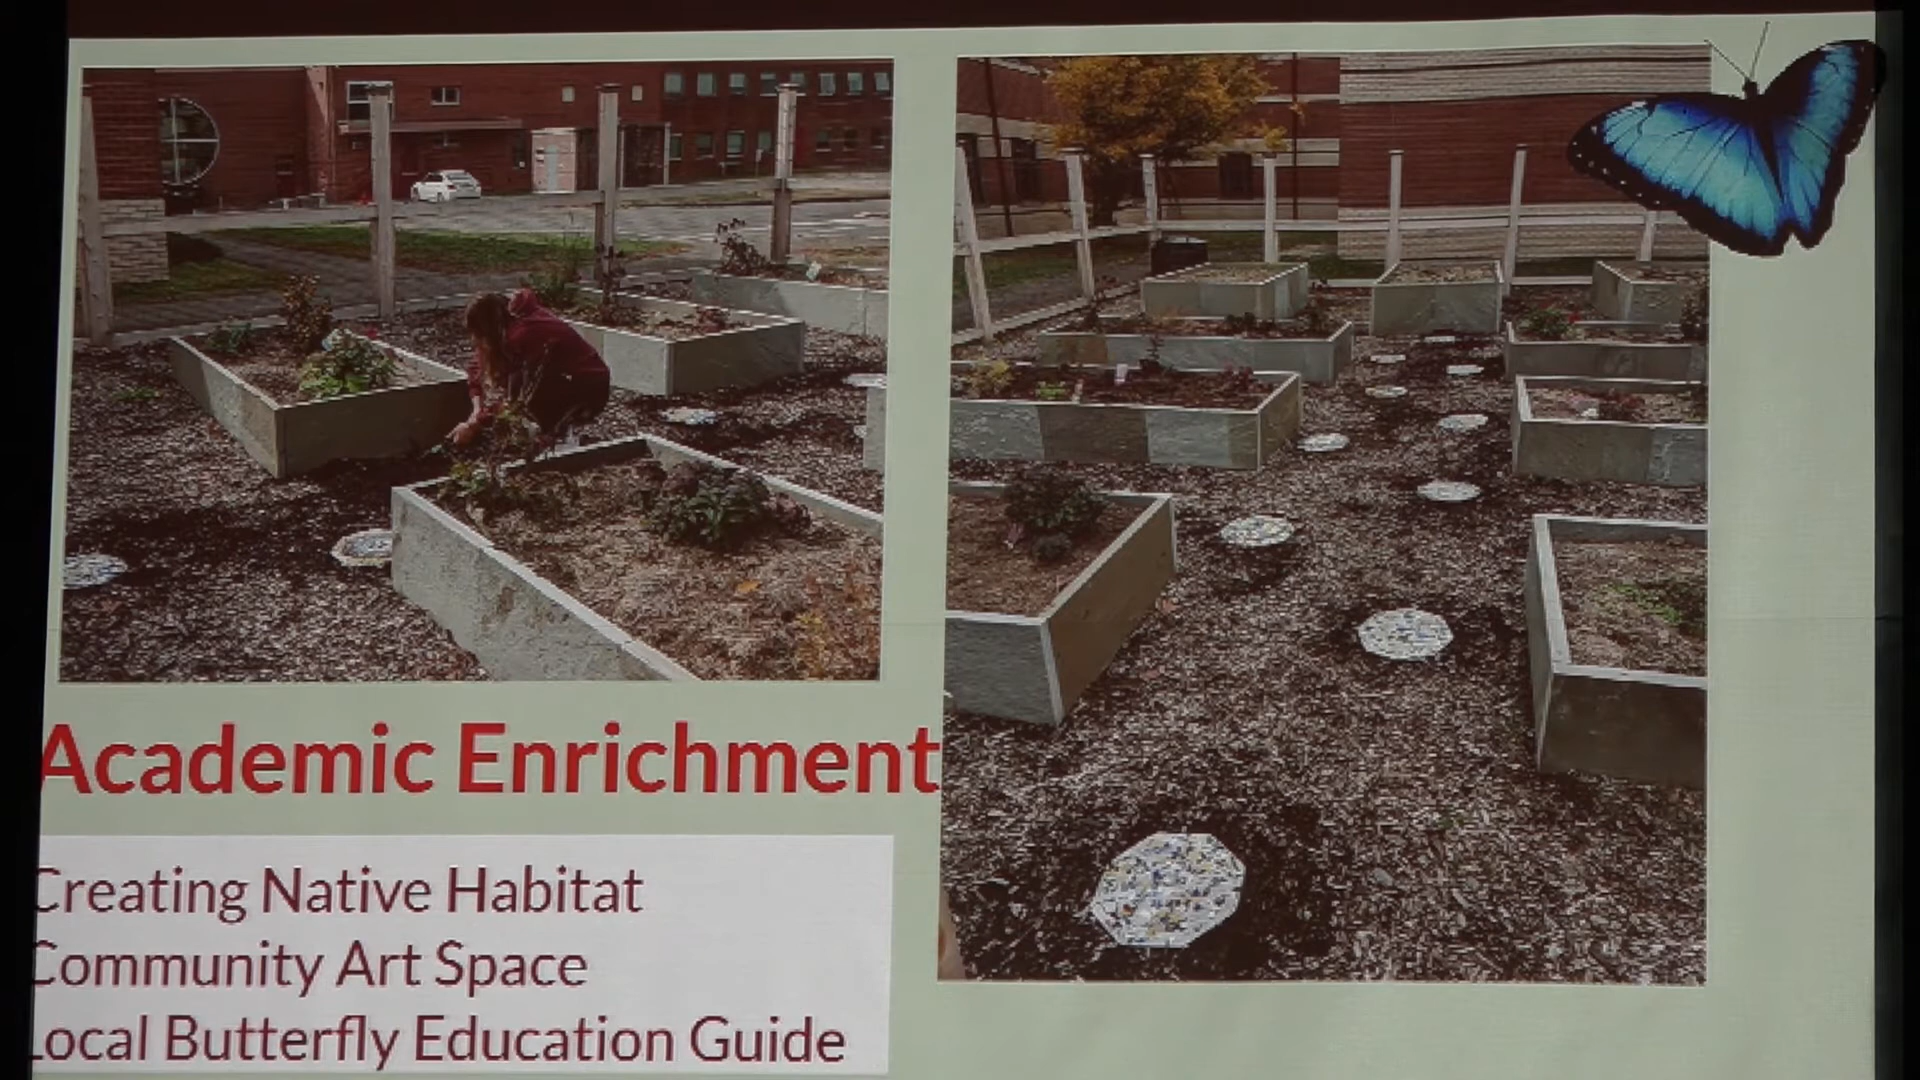 Academic Enrichment
Creating Native Habitat
Community Art Space
Local Butterfly Education Guide